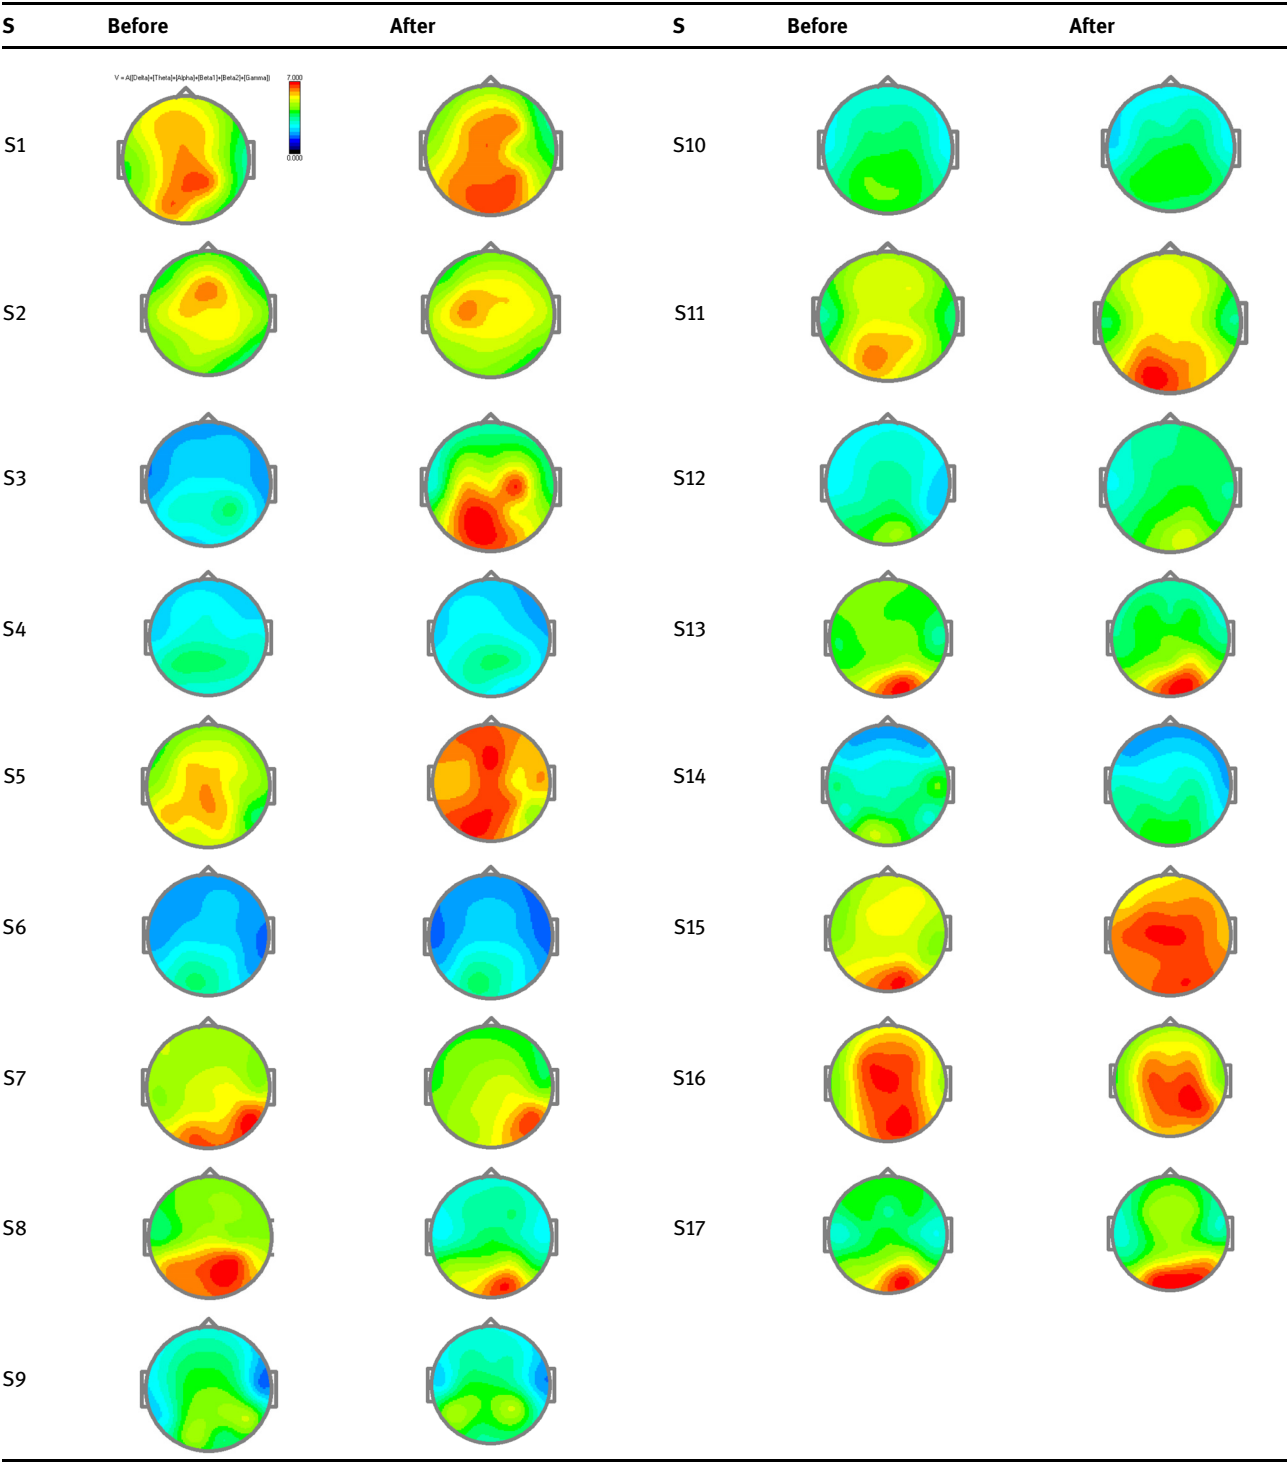 S Before After S Before After
V = A([Delta]+[Theta]+[Alpha]+[Beta1]+[Beta2]+[Gamma])
7.000
0.000
S1 S10
S2 S11
S3 S12
S4 S13
S5 S14
S6 S15
S7 S16
S8 S17
S9